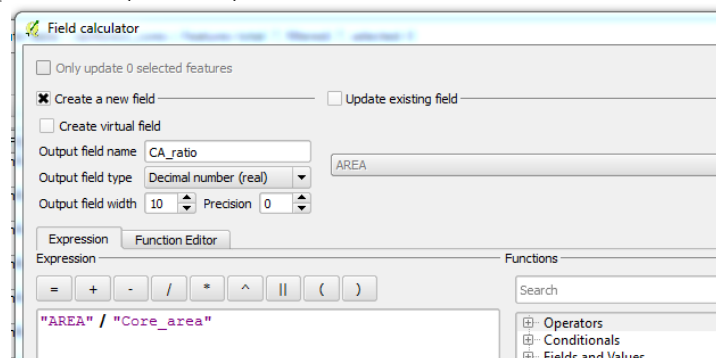 Field calculator
Only update 0 selected features
Create a new field
Update existing field
Create virtual field
Output field name CA_ratio
AREA
Output field type Decimal number (real)
Output field width 10 Precision 0
Expression Function Editor
Expression
Functions
= + - / * ^ || ( )
Search
"AREA" / "Core_area"
Operators
Conditionals
Fields and Values